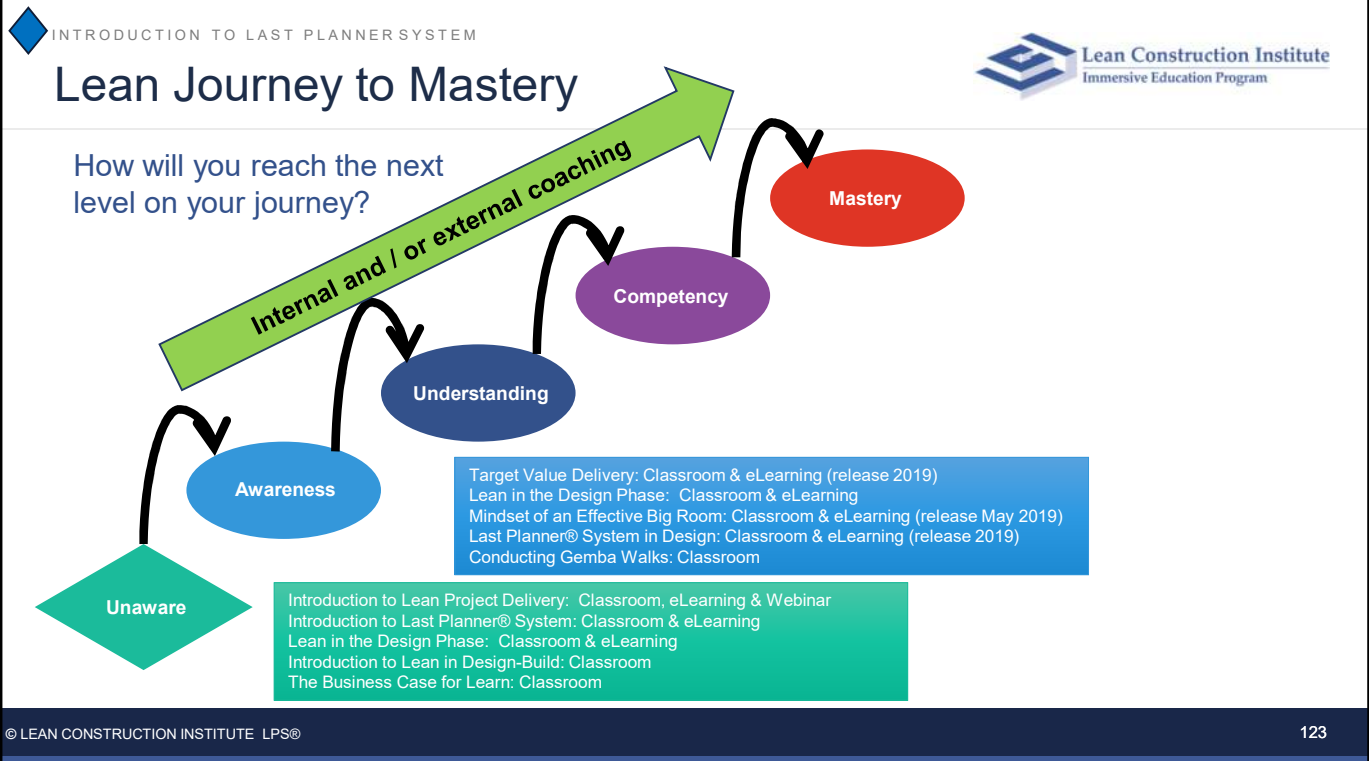 INTRODUCTION TO LAST PLANNER SYSTEM
Lean Journey to Mastery
Lean Construction Institute
Immersive Education Program
How will you reach the next
level on your journey?
Internal and / or external coaching
Mastery
Competency
Understanding
Awareness
Unaware
Target Value Delivery: Classroom & eLearning (release 2019)
Lean in the Design Phase:  Classroom & eLearning
Mindset of an Effective Big Room: Classroom & eLearning (release May 2019)
Last Planner® System in Design: Classroom & eLearning (release 2019)
Conducting Gemba Walks: Classroom
Introduction to Lean Project Delivery:  Classroom, eLearning & Webinar
Introduction to Last Planner® System: Classroom & eLearning
Lean in the Design Phase:  Classroom & eLearning
Introduction to Lean in Design-Build: Classroom
The Business Case for Learn: Classroom
© LEAN CONSTRUCTION INSTITUTE  LPS®
123